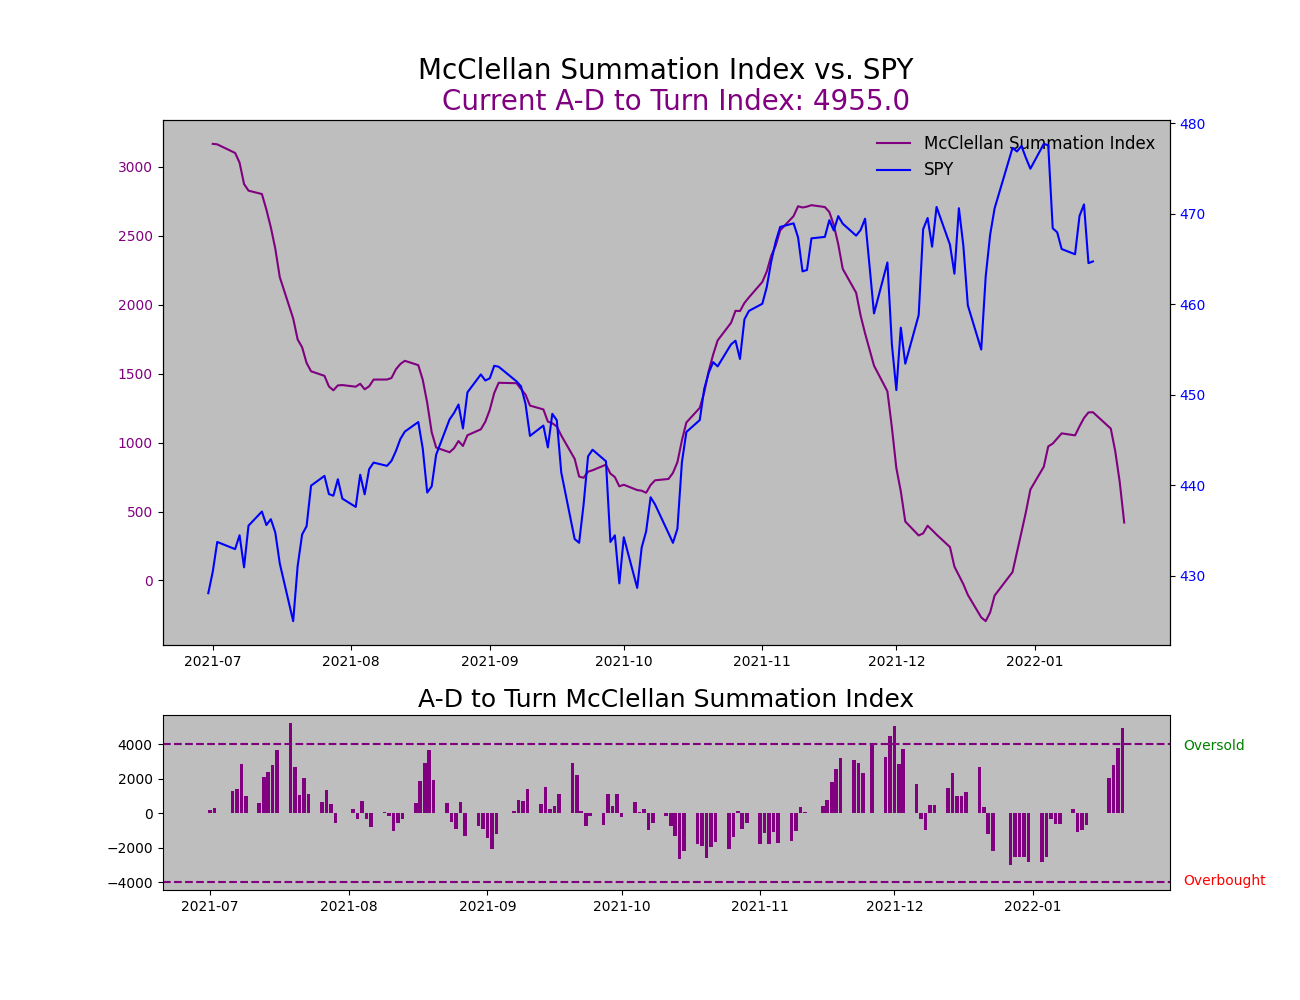 McClellan Summation Index vs. SPY
Current A-D to Turn Index: 4955.0
McClellan Summation Index
SPY
3000
2500
2000
1500
1000
500
0
480
470
460
450
440
430
2021-07 2021-08 2021-09 2021-10 2021-11 2021-12 2022-01
A-D to Turn McClellan Summation Index
4000
2000
0
−2000
−4000
Oversold
Overbought
2021-07 2021-08 2021-09 2021-10 2021-11 2021-12 2022-01